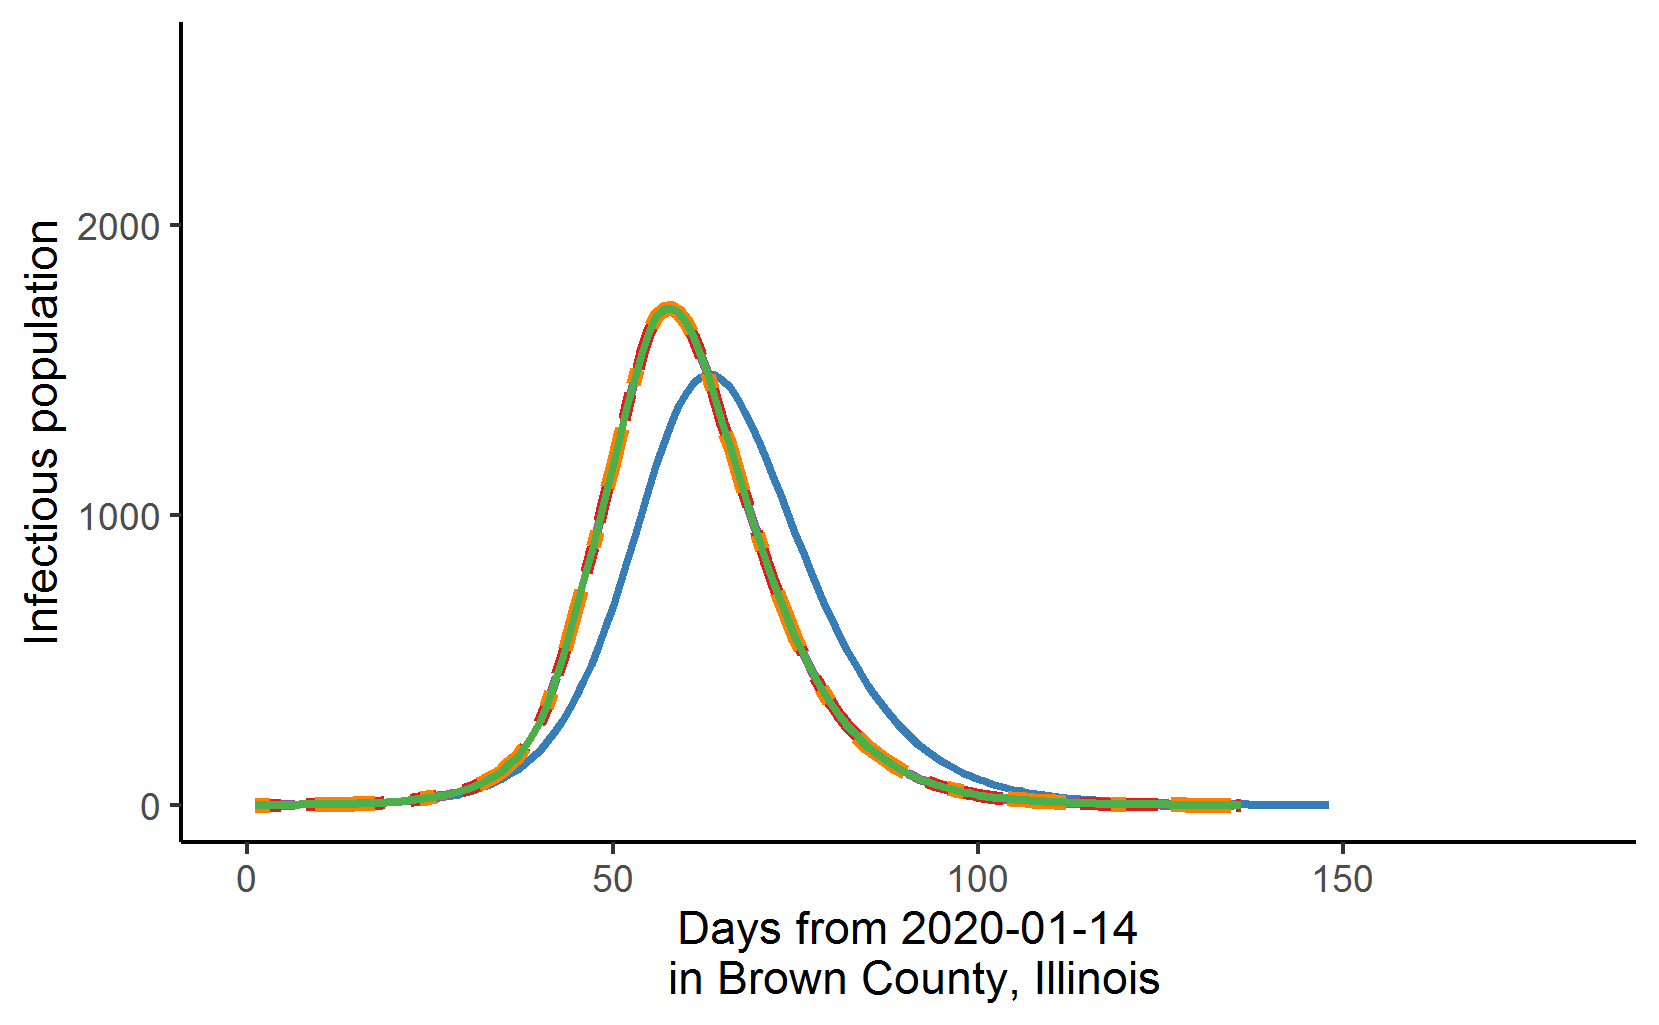 Infectious population
2000
1000
0
0 50 100 150
Days from 2020-01-14
in Brown County, Illinois